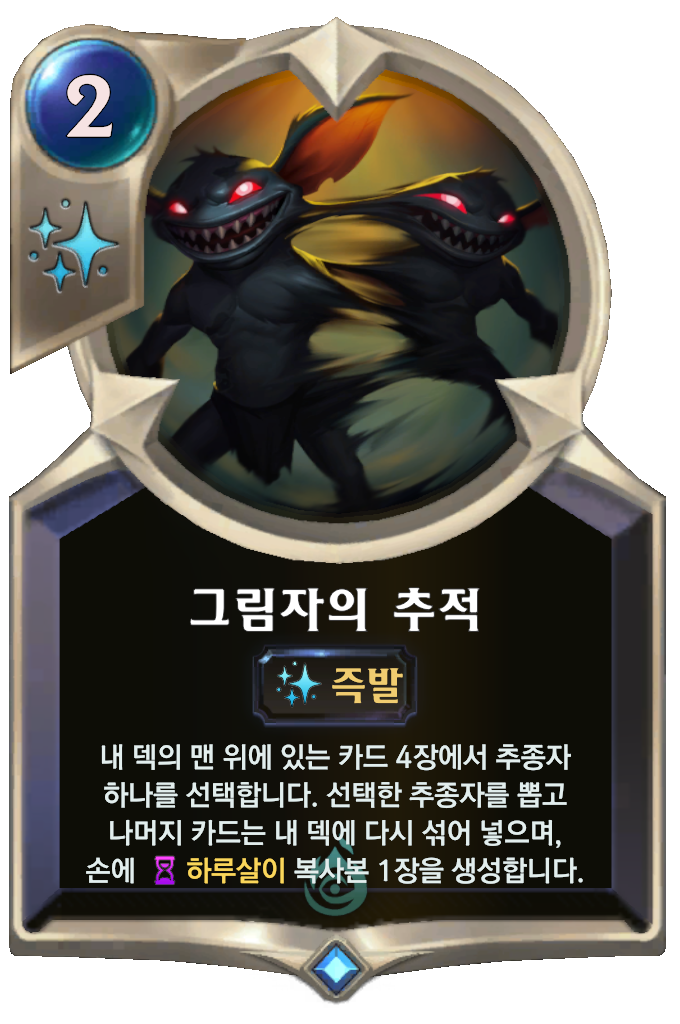 2
그림자의 추적
즉발
내 덱의 맨 위에 있는 카드 4장에서 추종자
하나를 선택합니다. 선택한 추종자를 뽑고
나머지 카드는 내 덱에 다시 섞어 넣으며,
손에 하루살이 복사본 1장을 생성합니다.